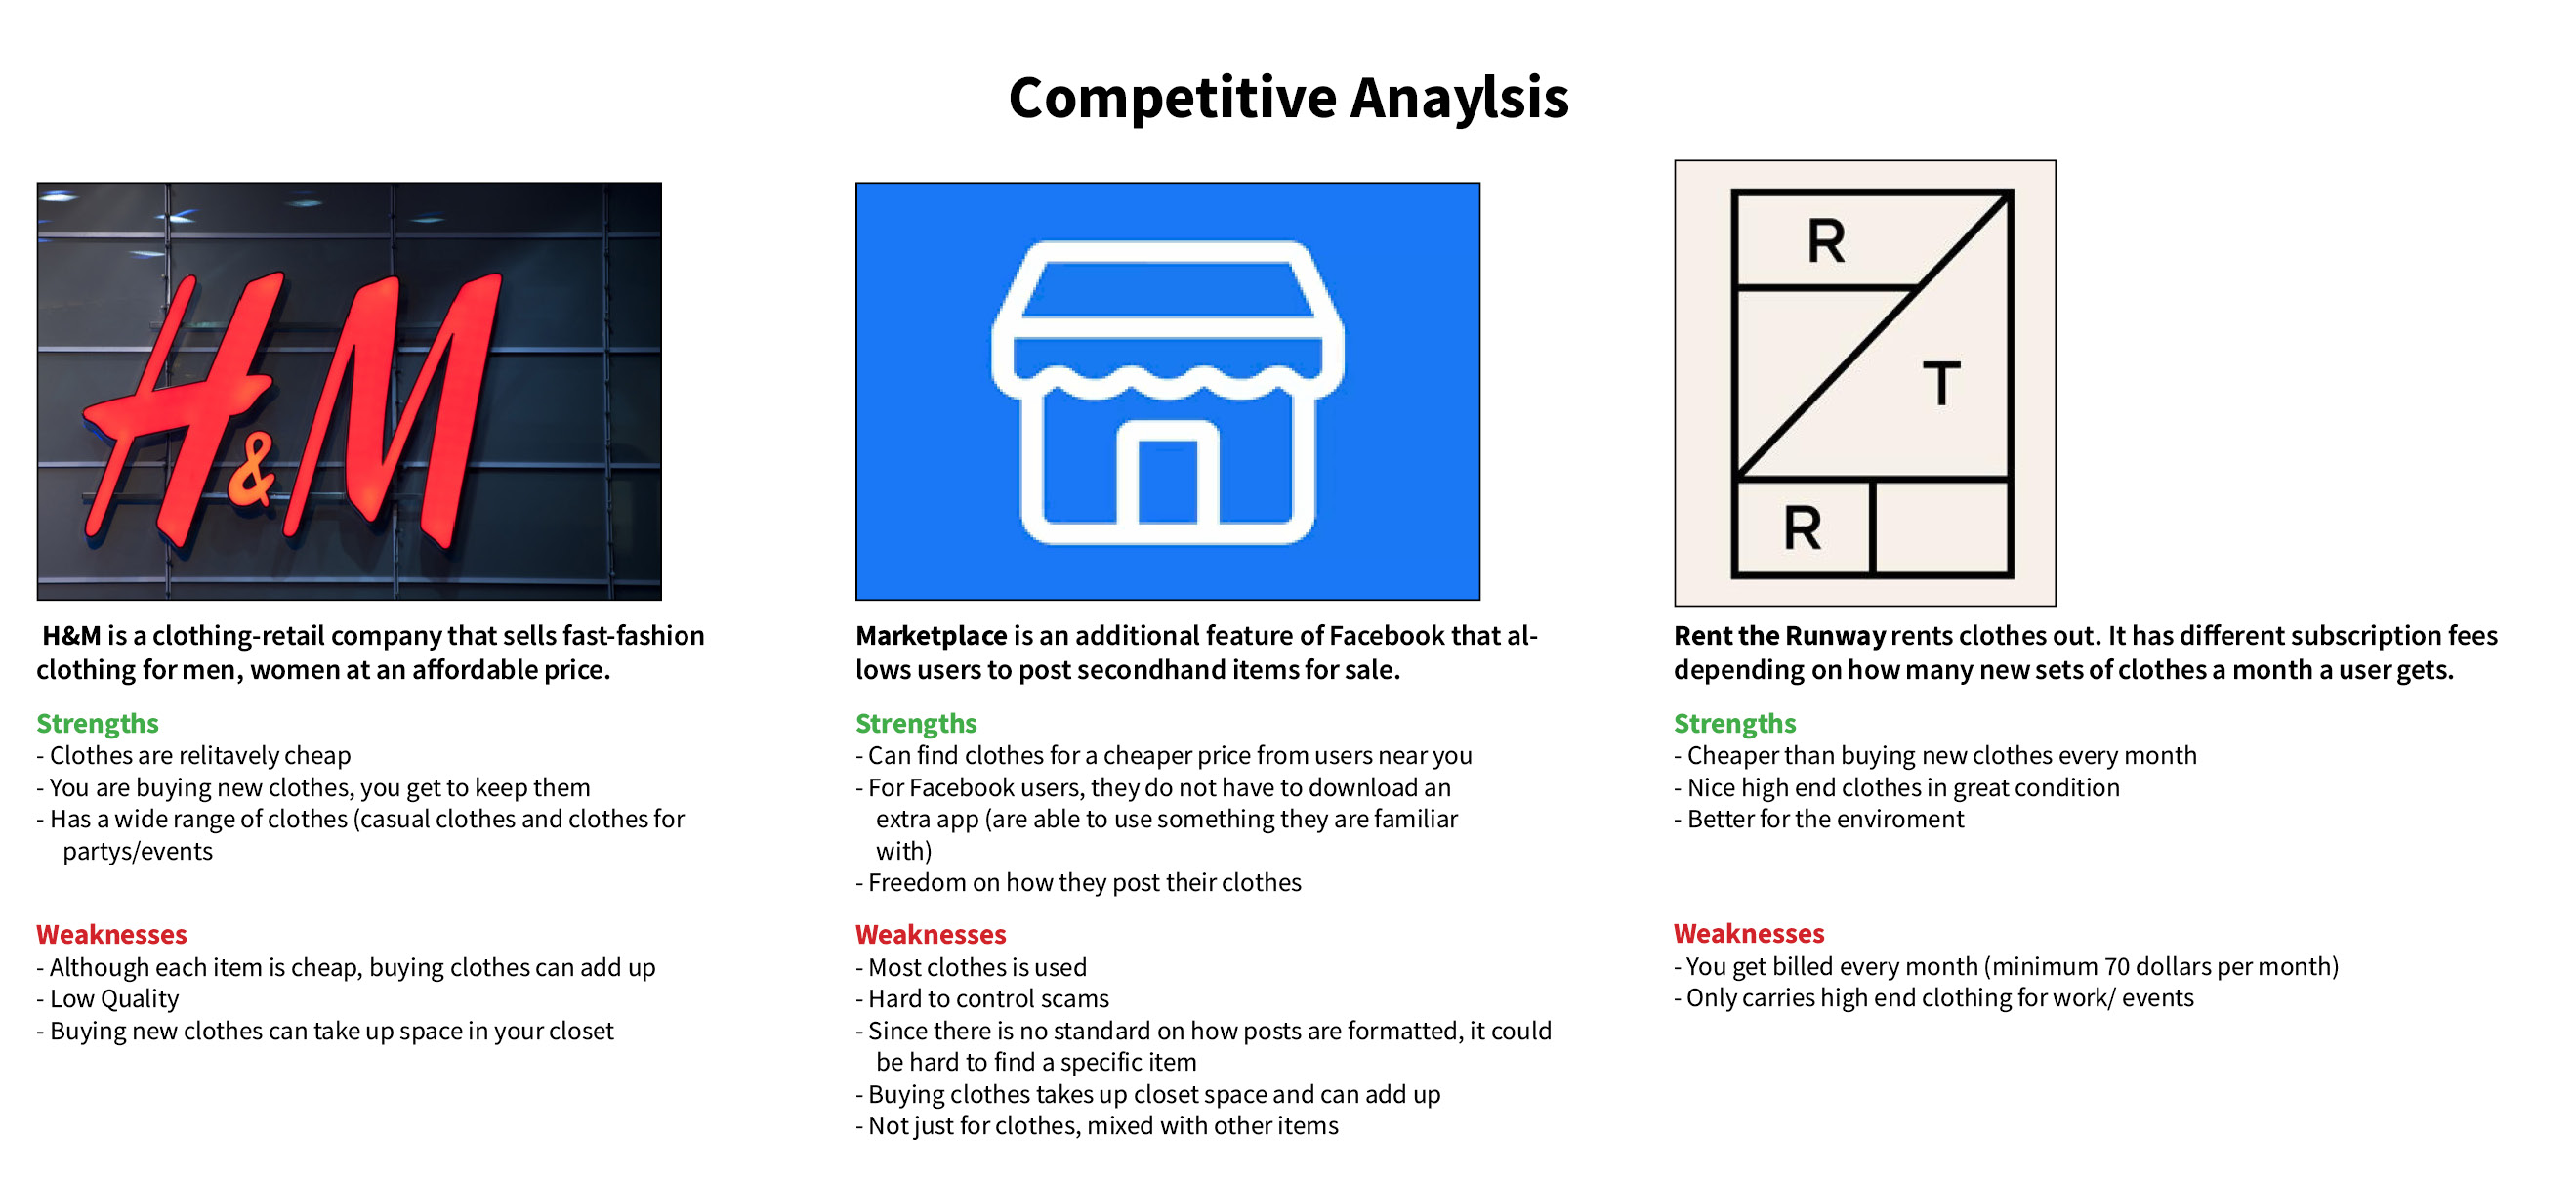 Competitive Anaylsis
H&M
R
T
R
H&M is a clothing-retail company that sells fast-fashion
clothing for men, women at an affordable price.
Strengths
- Clothes are relitavely cheap
- You are buying new clothes, you get to keep them
- Has a wide range of clothes (casual clothes and clothes for
partys/events
Weaknesses
- Although each item is cheap, buying clothes can add up
- Low Quality
- Buying new clothes can take up space in your closet
Marketplace is an additional feature of Facebook that al-
lows users to post secondhand items for sale.
Strengths
- Can find clothes for a cheaper price from users near you
- For Facebook users, they do not have to download an
extra app (are able to use something they are familiar
with)
- Freedom on how they post their clothes
Weaknesses
- Most clothes is used
- Hard to control scams
- Since there is no standard on how posts are formatted, it could
be hard to find a specific item
- Buying clothes takes up closet space and can add up
- Not just for clothes, mixed with other items
Rent the Runway rents clothes out. It has different subscription fees
depending on how many new sets of clothes a month a user gets.
Strengths
- Cheaper than buying new clothes every month
- Nice high end clothes in great condition
- Better for the enviroment
Weaknesses
- You get billed every month (minimum 70 dollars per month)
- Only carries high end clothing for work/ events